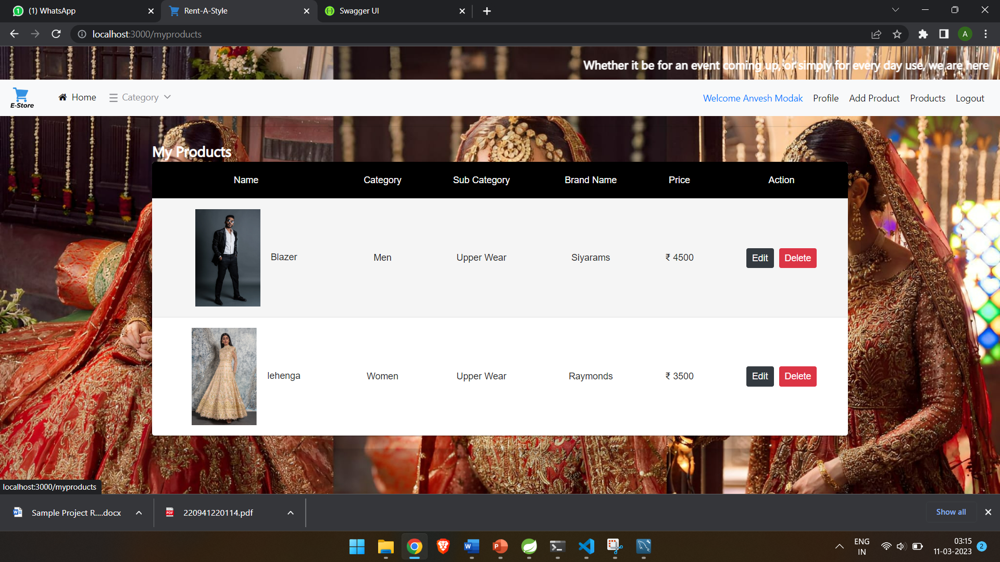 (1) WhatsApp
Rent-A-Style
Swagger UI
localhost:3000/myproducts
A
Whether it be for an event coming up, or simply for every day use, we are here
E-Store
Home
Category
Welcome Anvesh Modak
Profile
Add Product
Products
Logout
My Products
Name Category Sub Category Brand Name Price Action
Blazer Men Upper Wear Siyarams ₹ 4500 Edit Delete
lehenga Women Upper Wear Raymonds ₹ 3500 Edit Delete
localhost:3000/myproducts
Sample Project R....docx
PDF
220941220114.pdf
Show all
ENG
IN
03:15
11-03-2023
2